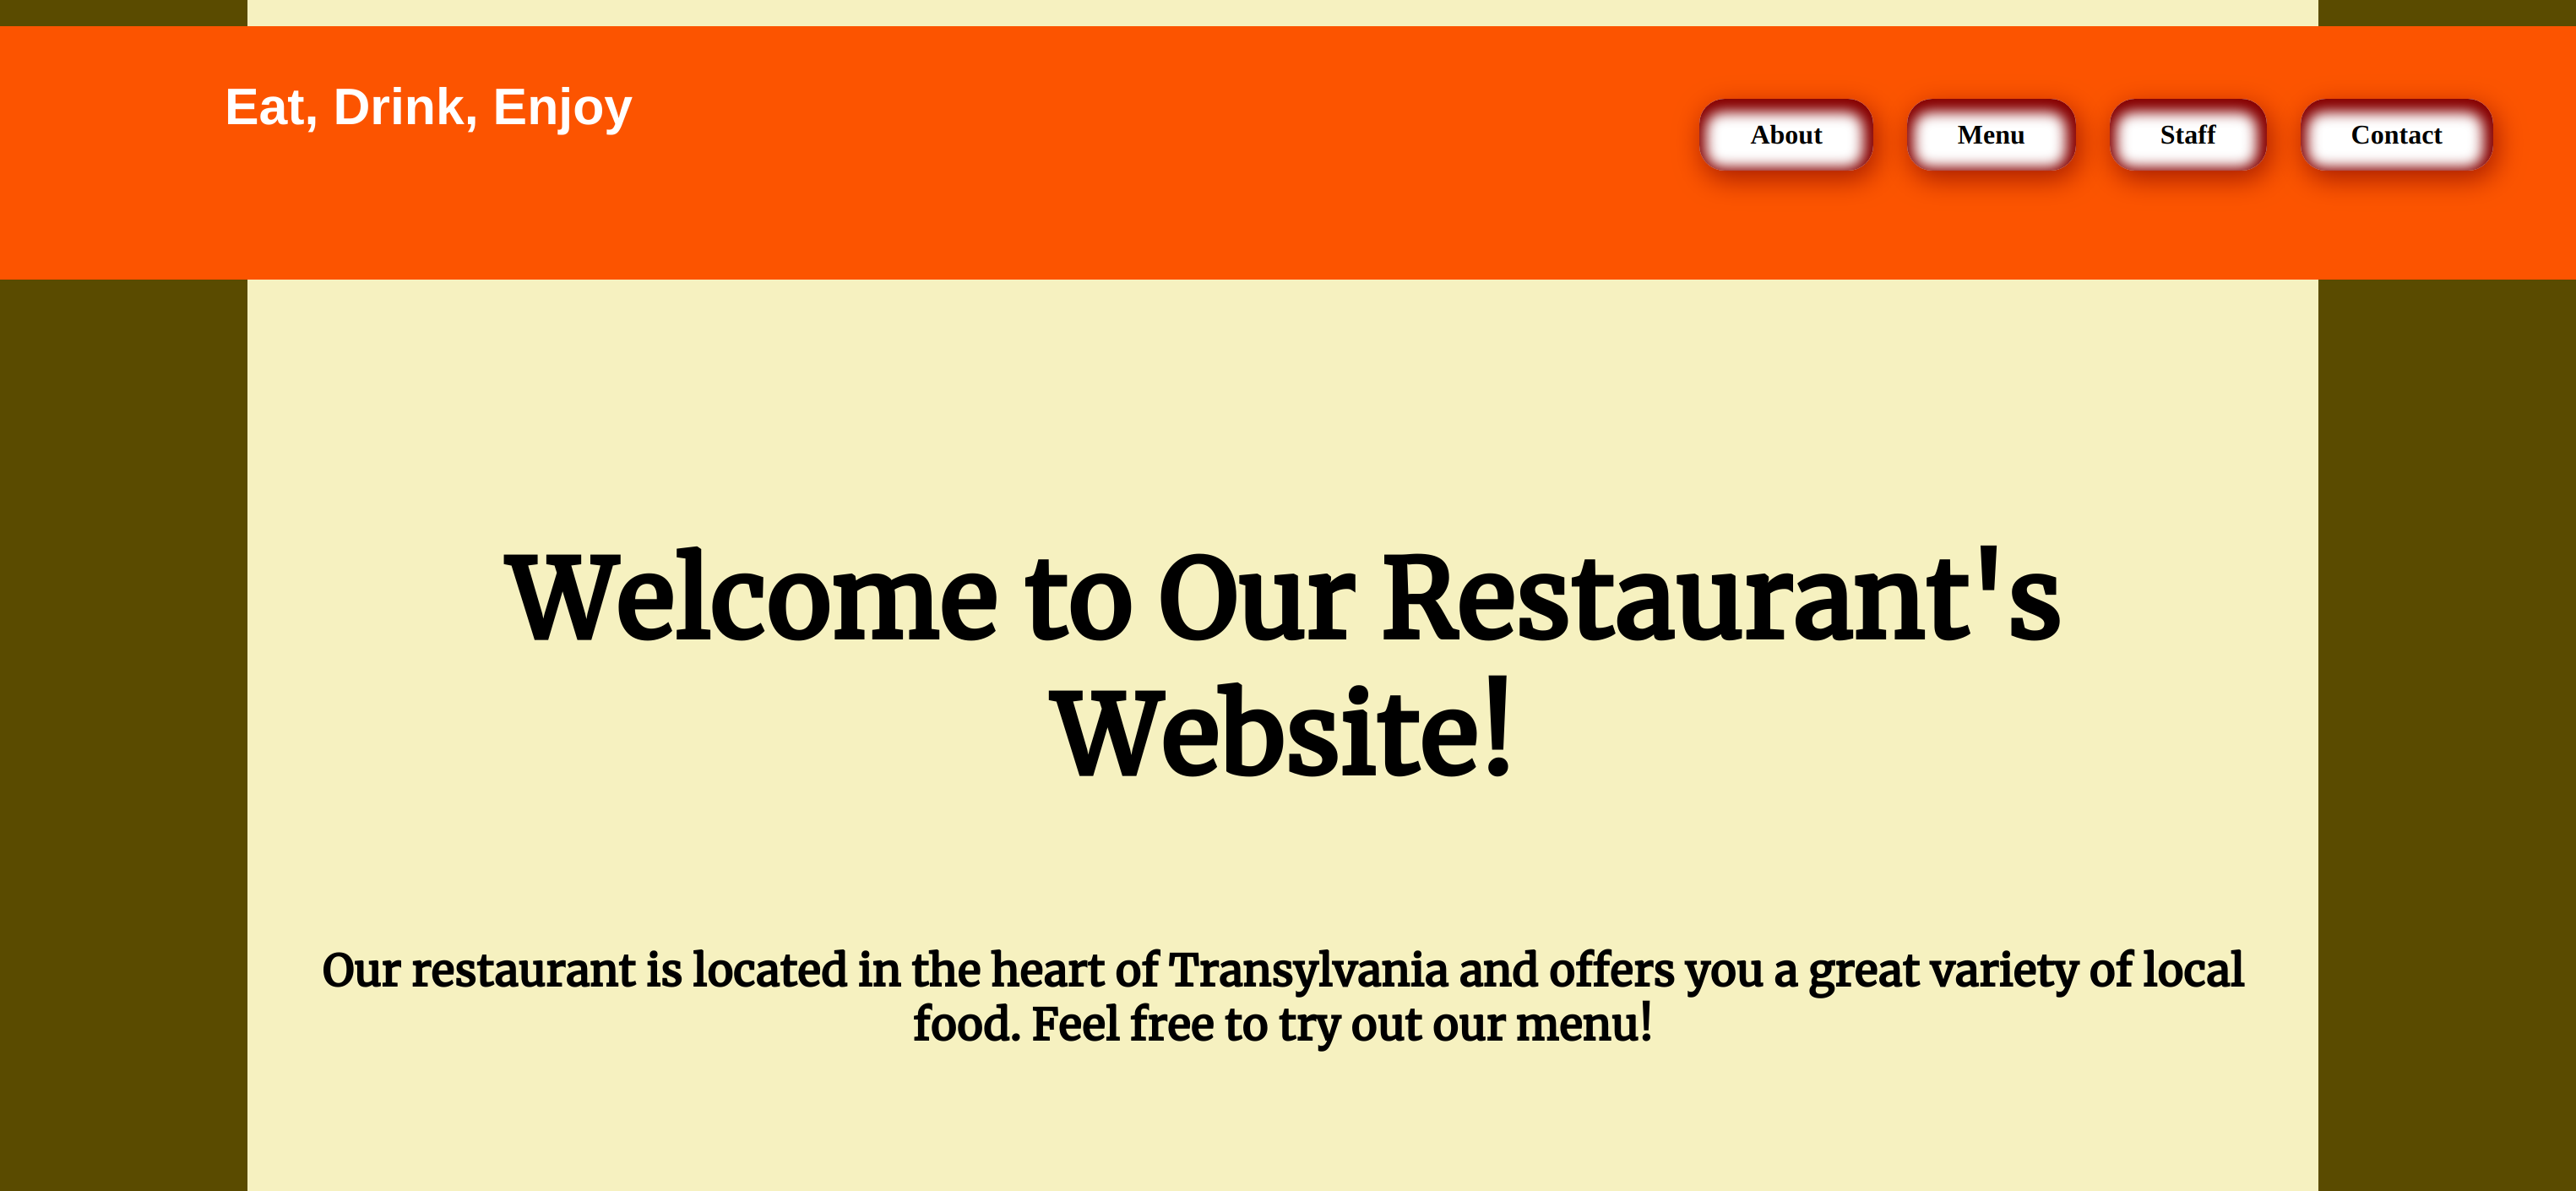 Eat, Drink, Enjoy
About
Menu
Staff
Contact
Welcome to Our Restaurant's
Website!
Our restaurant is located in the heart of Transylvania and offers you a great variety of local
food. Feel free to try out our menu!